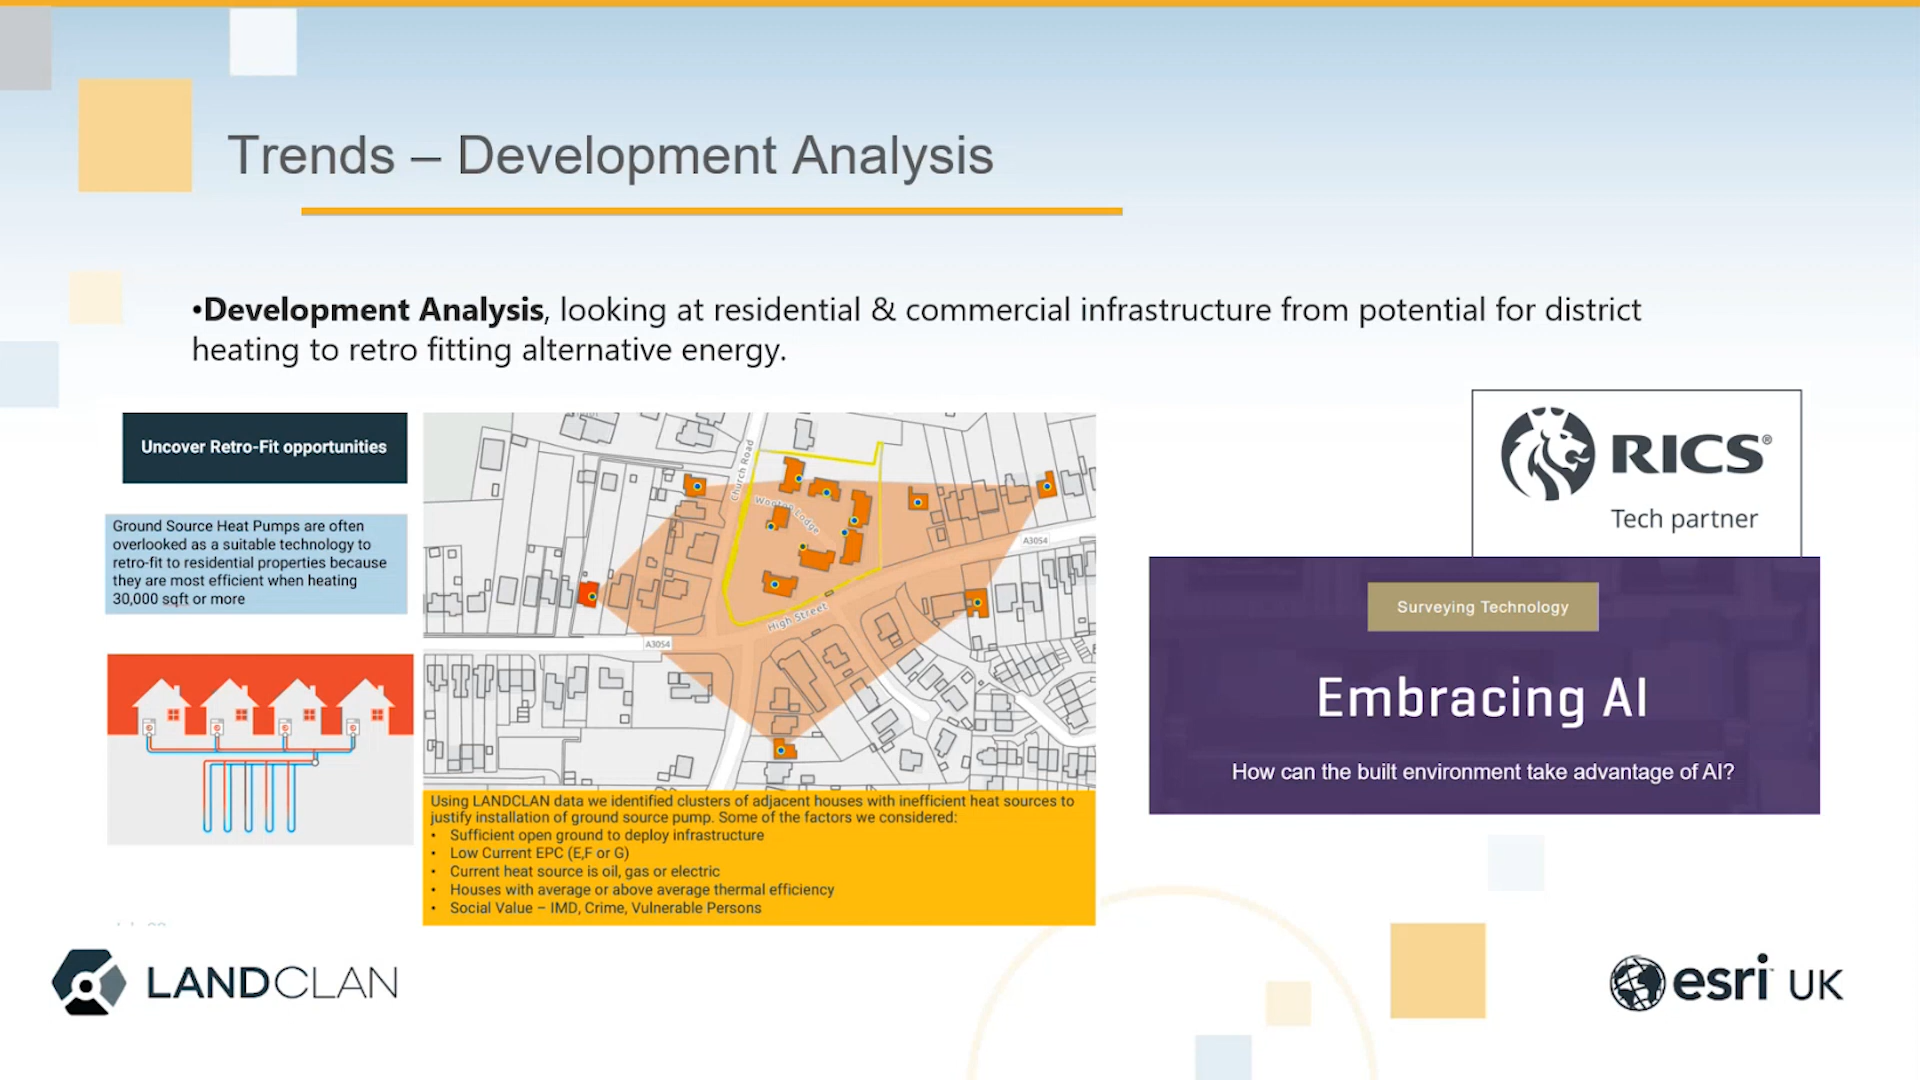 Trends – Development Analysis
•Development Analysis, looking at residential & commercial infrastructure from potential for district
heating to retro fitting alternative energy.
Uncover Retro-Fit opportunities
Ground Source Heat Pumps are often
overlooked as a suitable technology to
retro-fit to residential properties because
they are most efficient when heating
30,000 sqft or more
Church Road
Lodge
A3054
High Street
A3054
Using LANDCLAN data we identified clusters of adjacent houses with inefficient heat sources to
justify installation of ground source pump. Some of the factors we considered:
• Sufficient open ground to deploy infrastructure
• Low Current EPC (E,F or G)
• Current heat source is oil, gas or electric
• Houses with average or above average thermal efficiency
• Social Value – IMD, Crime, Vulnerable Persons
RICS®
Tech partner
Surveying Technology
Embracing AI
How can the built environment take advantage of AI?
LANDCLAN
esri™ UK